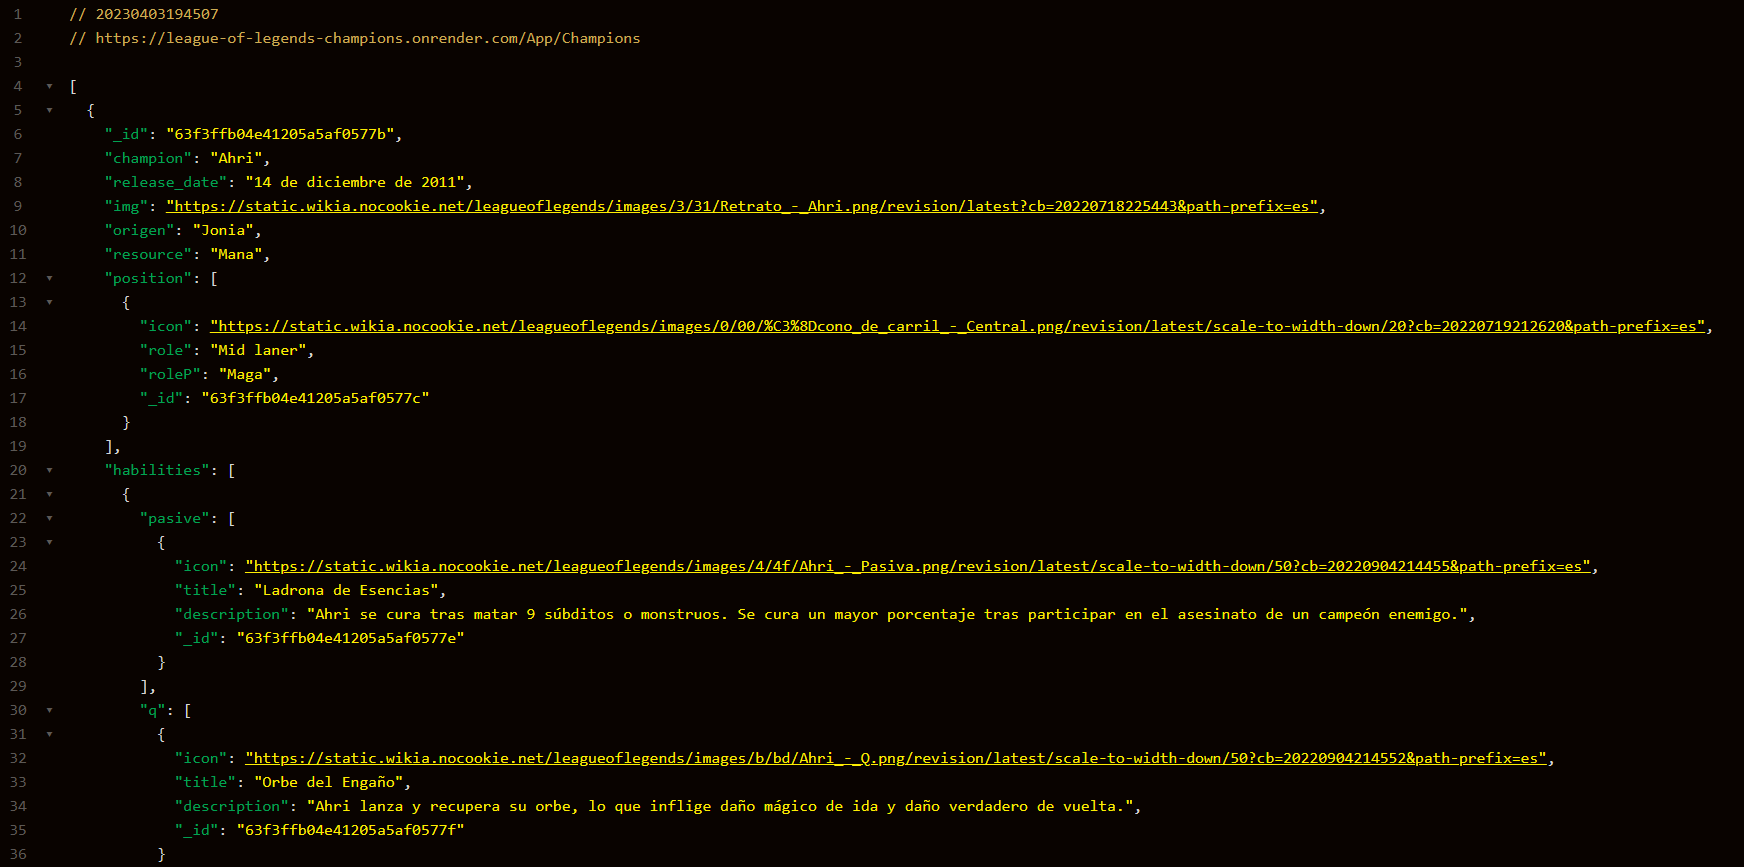 1 // 20230403194507
2 // https://league-of-legends-champions.onrender.com/App/Champions
3
4 ▾ [
5 ▾ {
6 "_id": "63f3ffb04e41205a5af0577b",
7 "champion": "Ahri",
8 "release_date": "14 de diciembre de 2011",
9 "img": "https://static.wikia.nocookie.net/leagueoflegends/images/3/31/Retrato_-_Ahri.png/revision/latest?cb=20220718225443&path-prefix=es",
10 "origen": "Jonia",
11 "resource": "Mana",
12 ▾ "position": [
13 ▾ {
14 "icon": "https://static.wikia.nocookie.net/leagueoflegends/images/0/00/%C3%8Dcono_de_carril_-_Central.png/revision/latest/scale-to-width-down/20?cb=20220719212620&path-prefix=es",
15 "role": "Mid laner",
16 "roleP": "Maga",
17 "_id": "63f3ffb04e41205a5af0577c"
18 }
19 ],
20 ▾ "habilities": [
21 ▾ {
22 ▾ "pasive": [
23 ▾ {
24 "icon": "https://static.wikia.nocookie.net/leagueoflegends/images/4/4f/Ahri_-_Pasiva.png/revision/latest/scale-to-width-down/50?cb=20220904214455&path-prefix=es",
25 "title": "Ladrona de Esencias",
26 "description": "Ahri se cura tras matar 9 súbditos o monstruos. Se cura un mayor porcentaje tras participar en el asesinato de un campeón enemigo.",
27 "_id": "63f3ffb04e41205a5af0577e"
28 }
29 ],
30 ▾ "q": [
31 ▾ {
32 "icon": "https://static.wikia.nocookie.net/leagueoflegends/images/b/bd/Ahri_-_Q.png/revision/latest/scale-to-width-down/50?cb=20220904214552&path-prefix=es",
33 "title": "Orbe del Engaño",
34 "description": "Ahri lanza y recupera su orbe, lo que inflige daño mágico de ida y daño verdadero de vuelta.",
35 "_id": "63f3ffb04e41205a5af0577f"
36 }